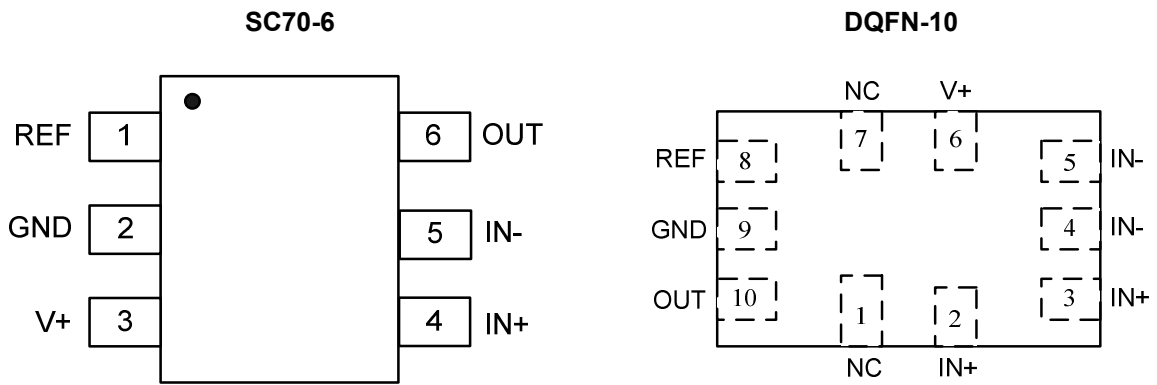 SC70-6
REF 1 6 OUT
GND 2 5 IN-
V+ 3 4 IN+
DQFN-10
NC V+
7 6
REF 8 5 IN-
GND 9 4 IN-
OUT 10 3 IN+
1 2
NC IN+